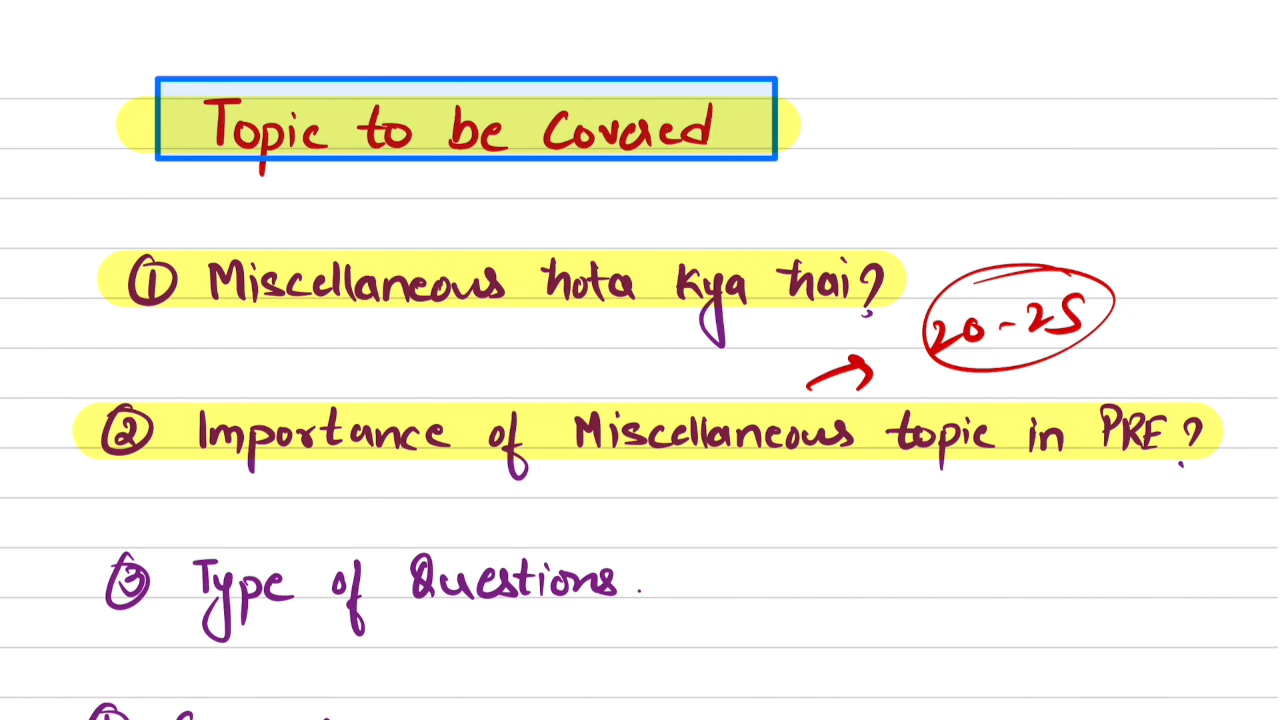 Topic to be Covered
① Miscellaneous hota Kya hai?
20-25
② Importance of Miscellaneous topic in PRE?
③ Type of Questions.